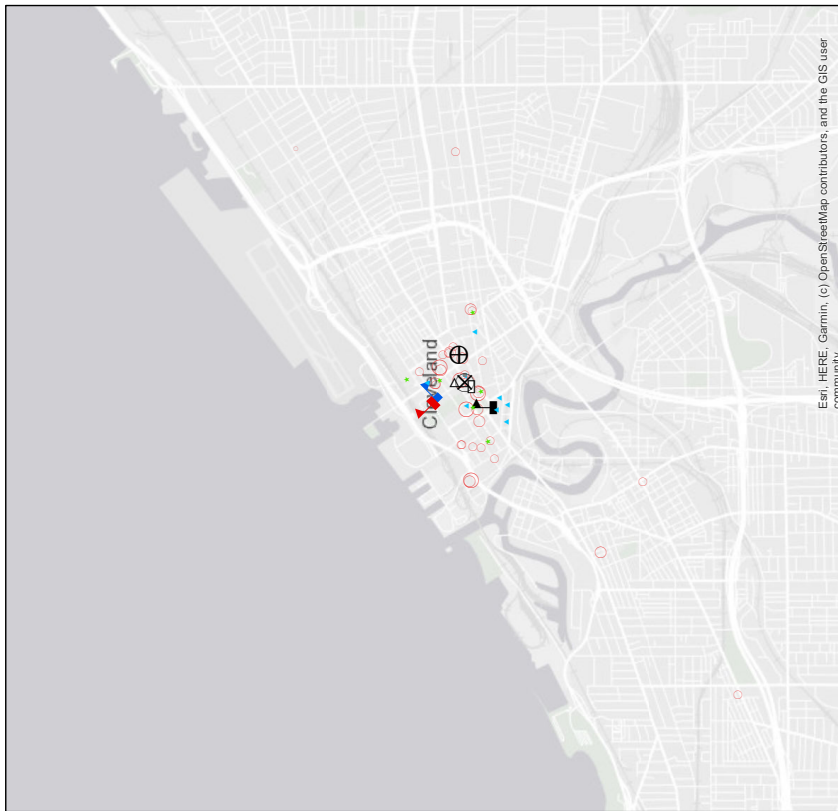 Cleveland
Esri, HERE, Garmin, (c) OpenStreetMap contributors, and the GIS user
community